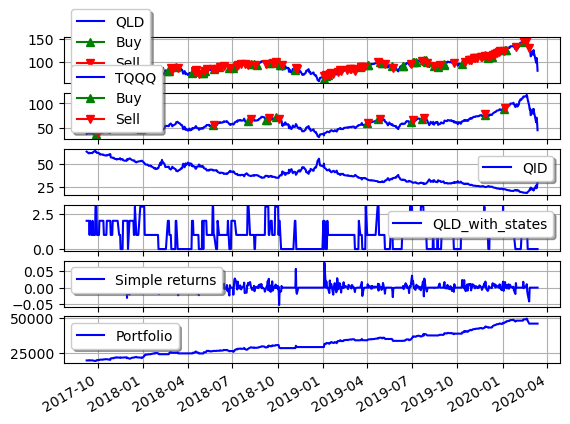 QLD
Buy
Sell
150
100
TQQQ
Buy
Sell
100
50
QID
50
25
QLD_with_states
2.5
0.0
Simple returns
0.05
0.00
−0.05
Portfolio
50000
25000
2017-10
2018-01
2018-04
2018-07
2018-10
2019-01
2019-04
2019-07
2019-10
2020-01
2020-04